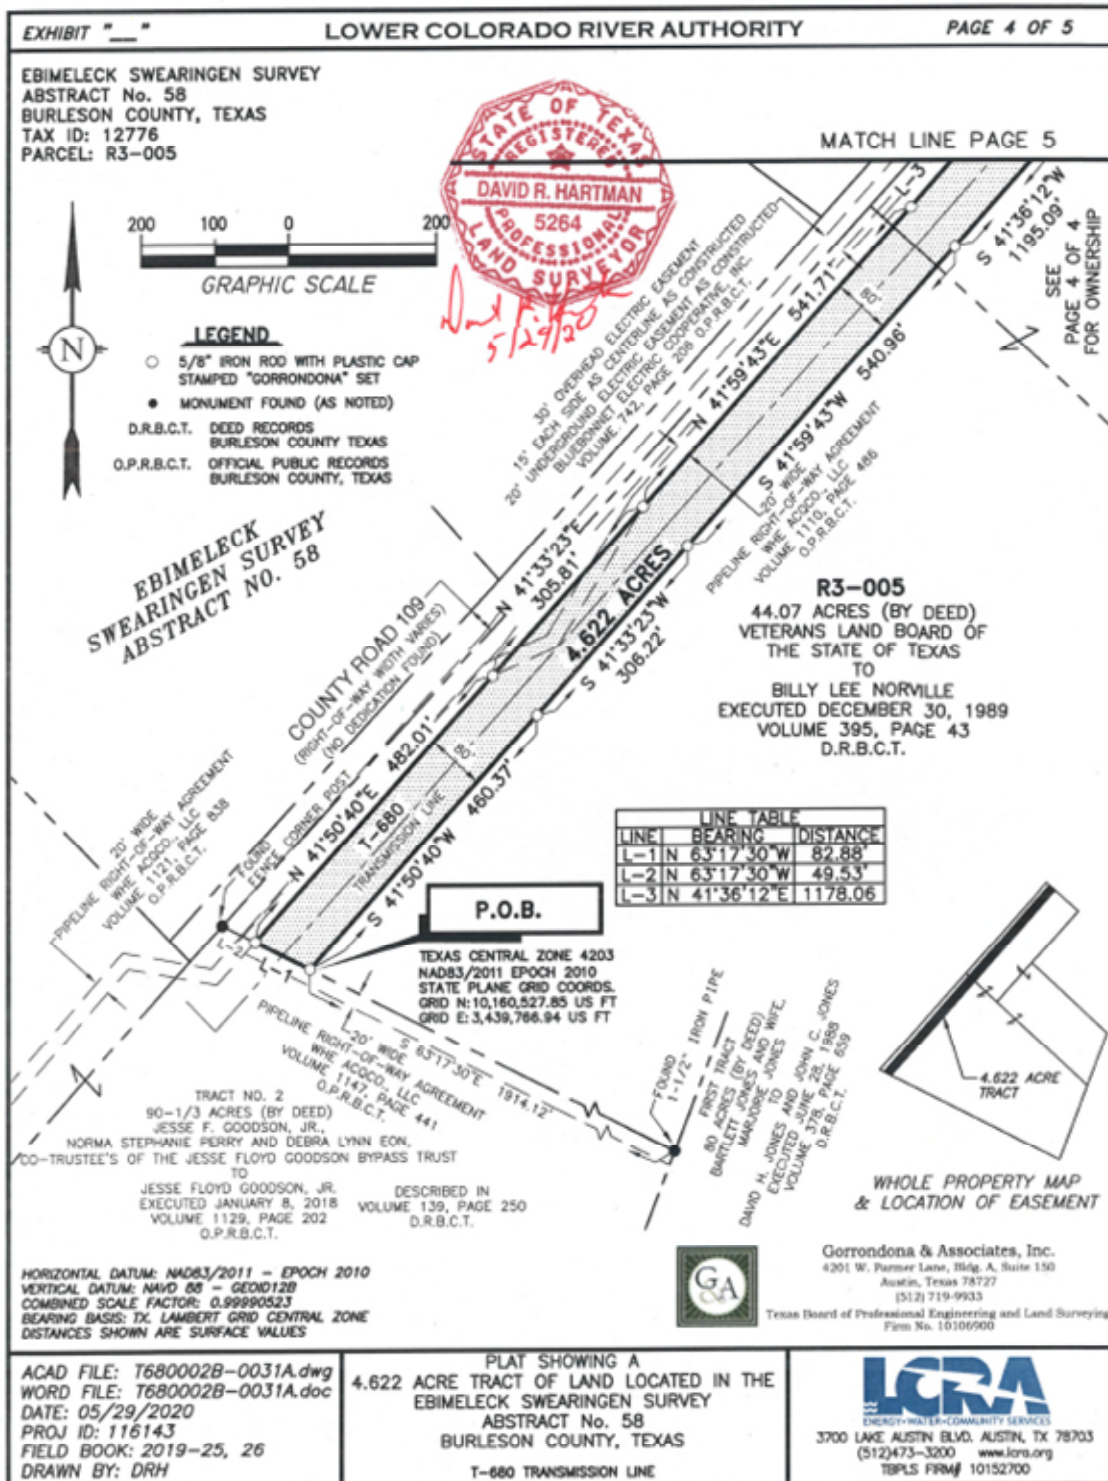 EXHIBIT "__"
LOWER COLORADO RIVER AUTHORITY
PAGE 4 OF 5
EBIMELECK SWEARINGEN SURVEY
ABSTRACT No. 58
BURLESON COUNTY, TEXAS
TAX ID: 12776
PARCEL: R3-005
STATE OF TEXAS
REGISTERED
DAVID R. HARTMAN
5264
PROFESSIONAL
LAND SURVEYOR
5/29/20
MATCH LINE PAGE 5
200 100 0 200
GRAPHIC SCALE
N
LEGEND
5/8" IRON ROD WITH PLASTIC CAP
STAMPED "GORRONDONA" SET
MONUMENT FOUND (AS NOTED)
D.R.B.C.T. DEED RECORDS
BURLESON COUNTY TEXAS
O.P.R.B.C.T. OFFICIAL PUBLIC RECORDS
BURLESON COUNTY, TEXAS
EBIMELECK
SWEARINGEN SURVEY
ABSTRACT NO. 58
30' OVERHEAD ELECTRIC EASEMENT
15' EACH SIDE AS CENTERLINE AS CONSTRUCTED
20' UNDERGROUND ELECTRIC EASEMENT AS CONSTRUCTED
BLUEBONNET ELECTRIC COOPERATIVE, INC.
VOLUME 742, PAGE 206 O.P.R.B.C.T.
L-3
S 41°36'12"W
1195.09'
SEE
PAGE 4 OF 4
FOR OWNERSHIP
N 41°59'43"E 541.71'
80'
S 41°59'43"W 540.96'
20' WIDE
PIPELINE RIGHT-OF-WAY AGREEMENT
WHE ACQCO., LLC
VOLUME 1110, PAGE 486
O.P.R.B.C.T.
N 41°33'23"E
305.81'
4.622 ACRES
S 41°33'23"W
306.22'
R3-005
44.07 ACRES (BY DEED)
VETERANS LAND BOARD OF
THE STATE OF TEXAS
TO
BILLY LEE NORVILLE
EXECUTED DECEMBER 30, 1989
VOLUME 395, PAGE 43
D.R.B.C.T.
COUNTY ROAD 109
(RIGHT-OF-WAY WIDTH VARIES)
(NO DEDICATION FOUND)
20' WIDE
PIPELINE RIGHT-OF-WAY AGREEMENT
WHE ACQCO., LLC
VOLUME 1121, PAGE 838
O.P.R.B.C.T.
FOUND
FENCE CORNER POST
N 41°50'40"E 482.01'
T-680
TRANSMISSION LINE
80'
S 41°50'40"W 460.37'
LINE TABLE
LINE BEARING DISTANCE
L-1 N 63°17'30"W 82.88'
L-2 N 63°17'30"W 49.53'
L-3 N 41°36'12"E 1178.06
P.O.B.
TEXAS CENTRAL ZONE 4203
NAD83/2011 EPOCH 2010
STATE PLANE GRID COORDS.
GRID N:10,160,527.85 US FT
GRID E:3,439,766.94 US FT
L-2
L-1
20' WIDE
PIPELINE RIGHT-OF-WAY AGREEMENT
WHE ACQCO., LLC
VOLUME 1147, PAGE 441
O.P.R.B.C.T.
S 63°17'30"E 1914.12'
FOUND
1-1/2" IRON PIPE
FIRST TRACT
80 ACRES (BY DEED)
BARTLETT JONES AND WIFE,
MARJORIE JONES
TO
DAVID H. JONES AND JOHN C. JONES
EXECUTED JUNE 28, 1988
VOLUME 378, PAGE 659
D.R.B.C.T.
4.622 ACRE
TRACT
WHOLE PROPERTY MAP
& LOCATION OF EASEMENT
TRACT NO. 2
90-1/3 ACRES (BY DEED)
JESSE F. GOODSON, JR.,
NORMA STEPHANIE PERRY AND DEBRA LYNN EON,
CO-TRUSTEE'S OF THE JESSE FLOYD GOODSON BYPASS TRUST
TO
JESSE FLOYD GOODSON, JR.
EXECUTED JANUARY 8, 2018
VOLUME 1129, PAGE 202
O.P.R.B.C.T.
DESCRIBED IN
VOLUME 139, PAGE 250
D.R.B.C.T.
HORIZONTAL DATUM: NAD83/2011 - EPOCH 2010
VERTICAL DATUM: NAVD 88 - GEOID12B
COMBINED SCALE FACTOR: 0.99990523
BEARING BASIS: TX. LAMBERT GRID CENTRAL ZONE
DISTANCES SHOWN ARE SURFACE VALUES
G&A
Gorrondona & Associates, Inc.
4201 W. Parmer Lane, Bldg. A, Suite 150
Austin, Texas 78727
(512) 719-9933
Texas Board of Professional Engineering and Land Surveying
Firm No. 10106900
ACAD FILE: T680002B-0031A.dwg
WORD FILE: T680002B-0031A.doc
DATE: 05/29/2020
PROJ ID: 116143
FIELD BOOK: 2019-25, 26
DRAWN BY: DRH
PLAT SHOWING A
4.622 ACRE TRACT OF LAND LOCATED IN THE
EBIMELECK SWEARINGEN SURVEY
ABSTRACT No. 58
BURLESON COUNTY, TEXAS
T-680 TRANSMISSION LINE
LCRA
ENERGY•WATER•COMMUNITY SERVICES
3700 LAKE AUSTIN BLVD. AUSTIN, TX 78703
(512)473-3200 www.lcra.org
TBPLS FIRM# 10152700